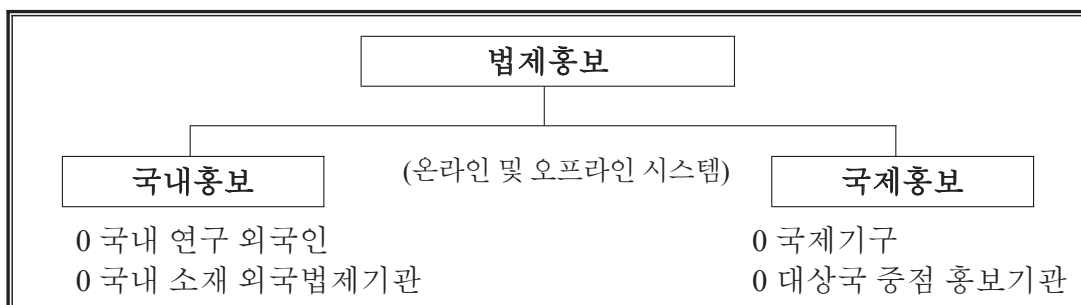 법제홍보
국내홍보
(온라인 및 오프라인 시스템)
국제홍보
0 국내 연구 외국인
0 국내 소재 외국법제기관
0 국제기구
0 대상국 중점 홍보기관